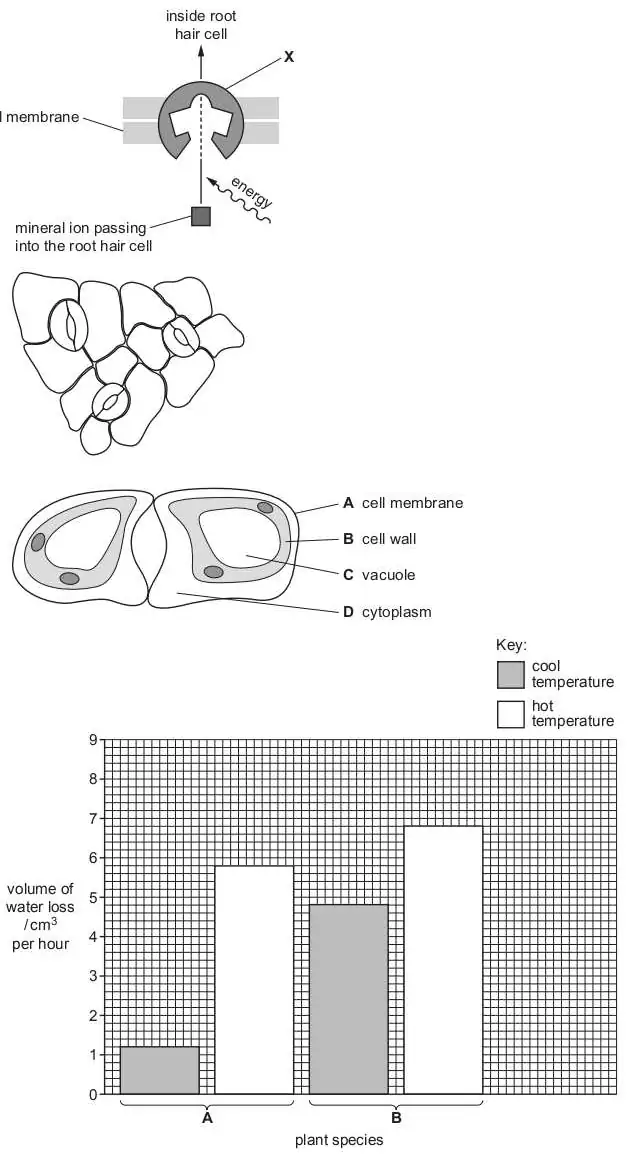 inside root
hair cell
X
l membrane
energy
mineral ion passing
into the root hair cell
A cell membrane
B cell wall
C vacuole
D cytoplasm
Key:
cool
temperature
hot
temperature
9
8
7
6
5
4
3
2
1
0
volume of
water loss
/cm³
per hour
A
B
plant species